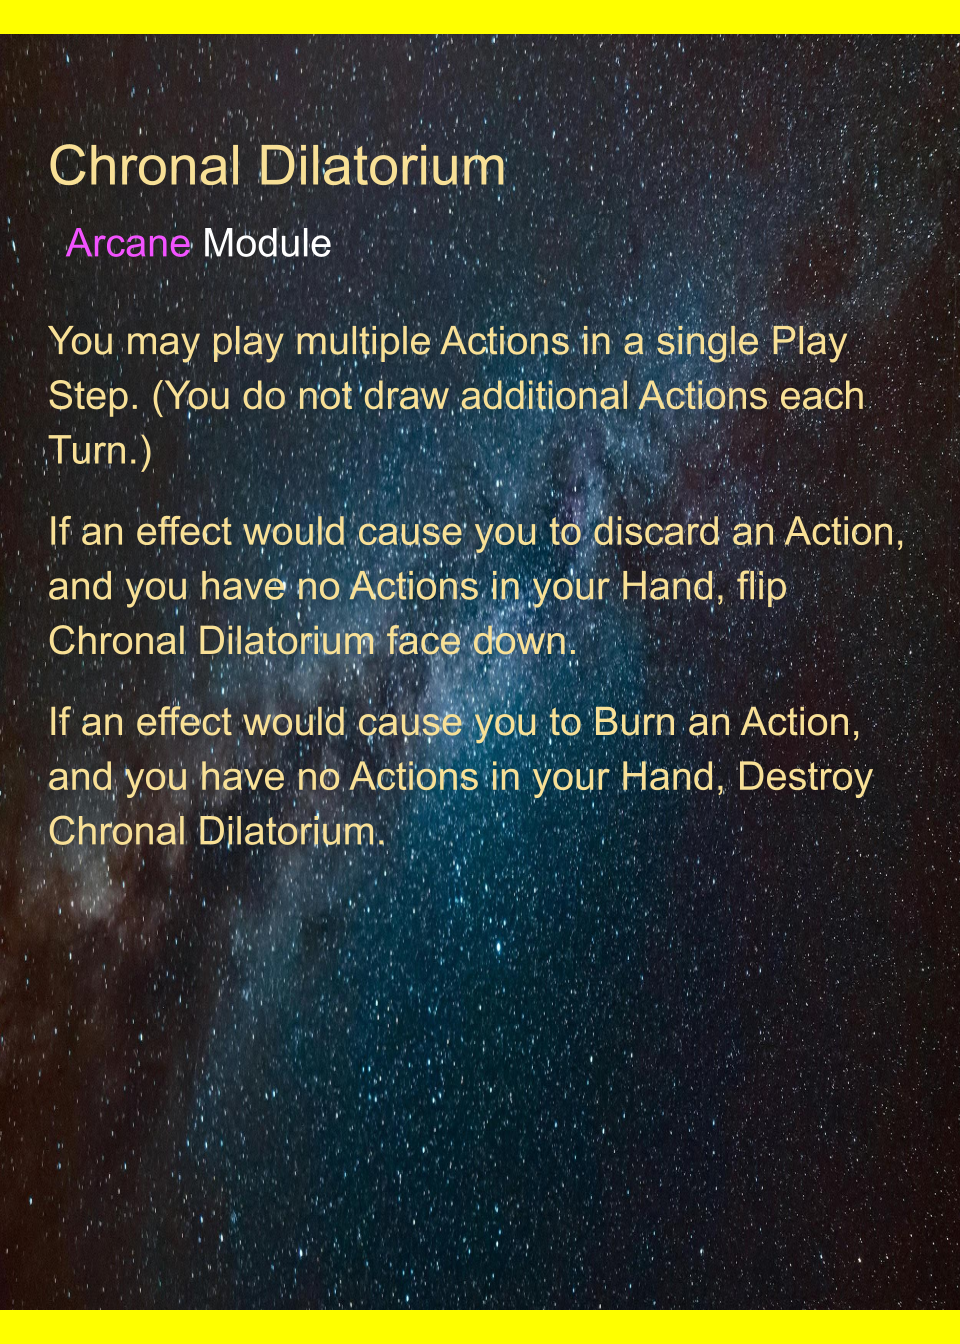 Chronal Dilatorium
Arcane Module
You may play multiple Actions in a single Play
Step. (You do not draw additional Actions each
Turn.)
If an effect would cause you to discard an Action,
and you have no Actions in your Hand, flip
Chronal Dilatorium face down.
If an effect would cause you to Burn an Action,
and you have no Actions in your Hand, Destroy
Chronal Dilatorium.